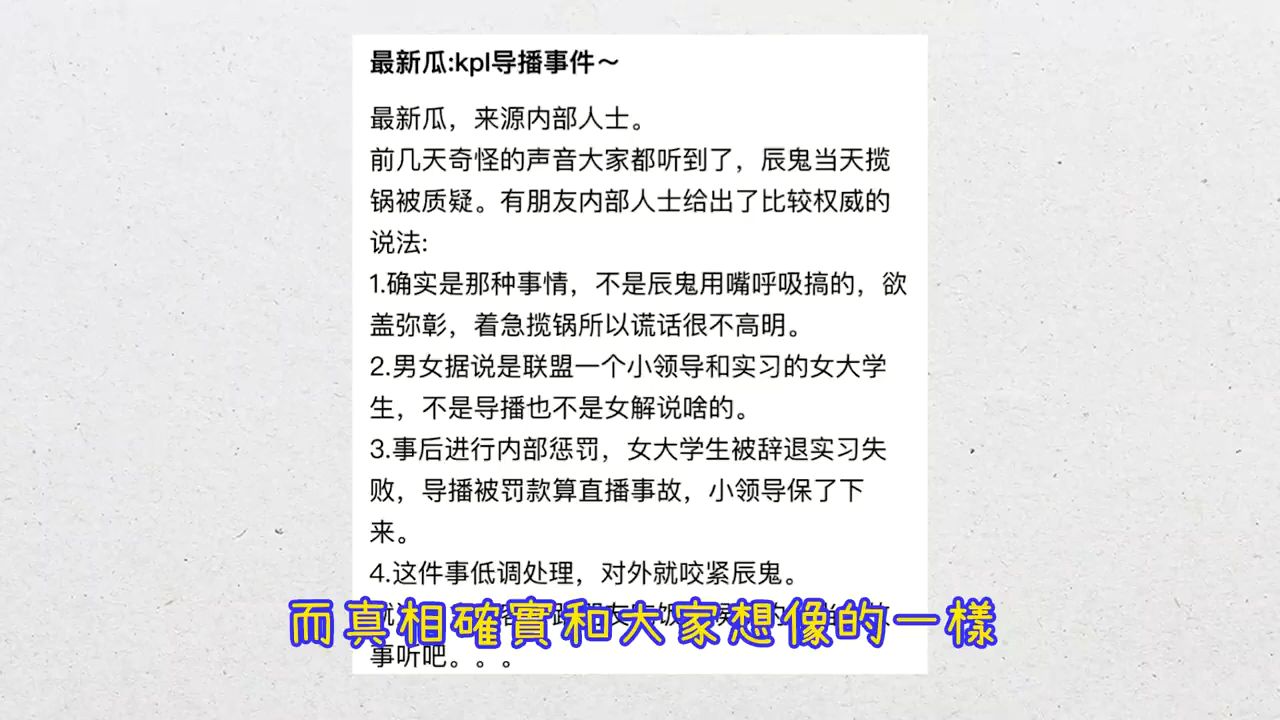 最新瓜:kpl导播事件～
最新瓜，来源内部人士。
前几天奇怪的声音大家都听到了，辰鬼当天揽
锅被质疑。有朋友内部人士给出了比较权威的
说法:
1.确实是那种事情，不是辰鬼用嘴呼吸搞的，欲
盖弥彰，着急揽锅所以谎话很不高明。
2.男女据说是联盟一个小领导和实习的女大学
生，不是导播也不是女解说啥的。
3.事后进行内部惩罚，女大学生被辞退实习失
败，导播被罚款算直播事故，小领导保了下
来。
4.这件事低调处理，对外就咬紧辰鬼。
而真相確實和大家想像的一樣
事听吧。。。